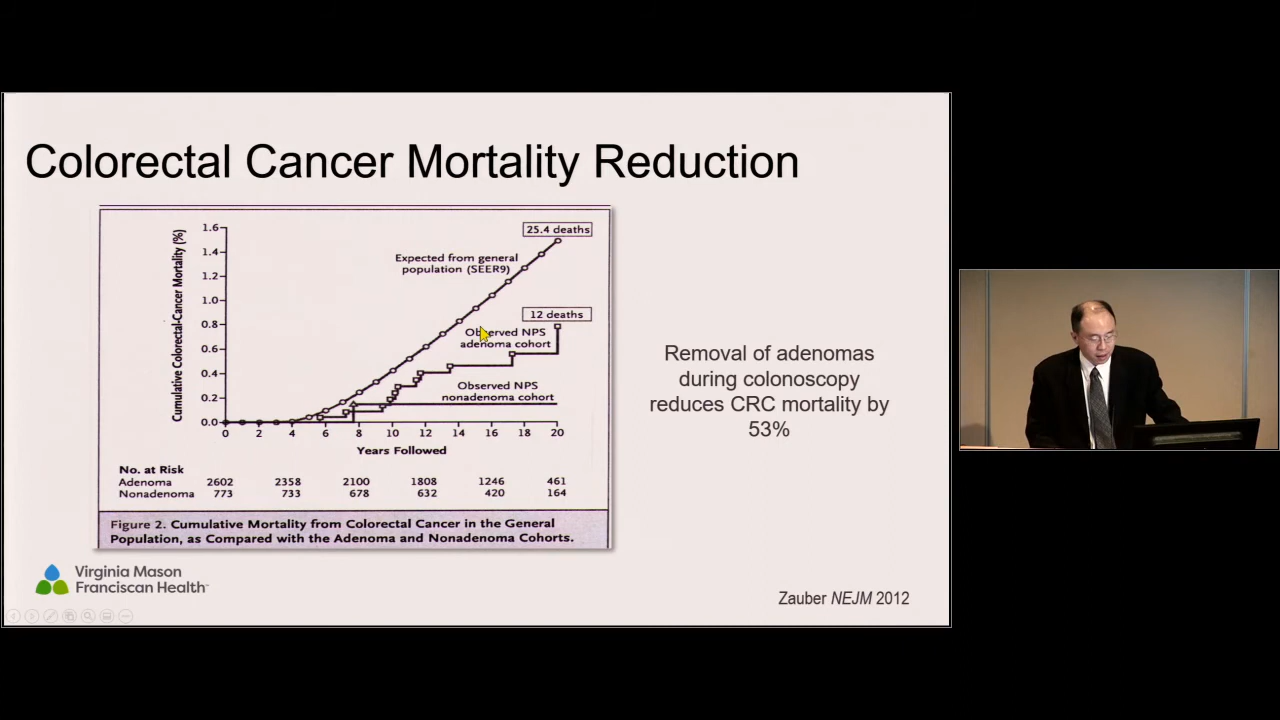 Colorectal Cancer Mortality Reduction
Cumulative Colorectal-Cancer Mortality (%)
1.6
1.4
1.2
1.0
0.8
0.6
0.4
0.2
0.0
25.4 deaths
Expected from general
population (SEER9)
12 deaths
Observed NPS
adenoma cohort
Observed NPS
nonadenoma cohort
0 2 4 6 8 10 12 14 16 18 20
Years Followed
No. at Risk
Adenoma 2602 2358 2100 1808 1246 461
Nonadenoma 773 733 678 632 420 164
Figure 2. Cumulative Mortality from Colorectal Cancer in the General
Population, as Compared with the Adenoma and Nonadenoma Cohorts.
Removal of adenomas
during colonoscopy
reduces CRC mortality by
53%
Virginia Mason
Franciscan Health™
Zauber NEJM 2012